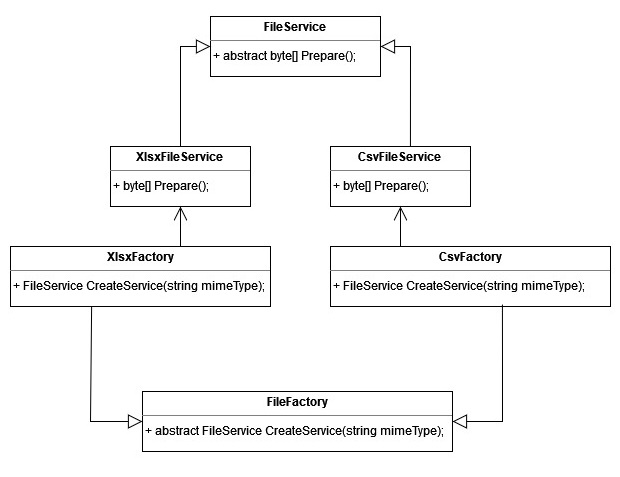 FileService
+ abstract byte[] Prepare();
XlsxFileService
+ byte[] Prepare();
CsvFileService
+ byte[] Prepare();
XlsxFactory
+ FileService CreateService(string mimeType);
CsvFactory
+ FileService CreateService(string mimeType);
FileFactory
+ abstract FileService CreateService(string mimeType);